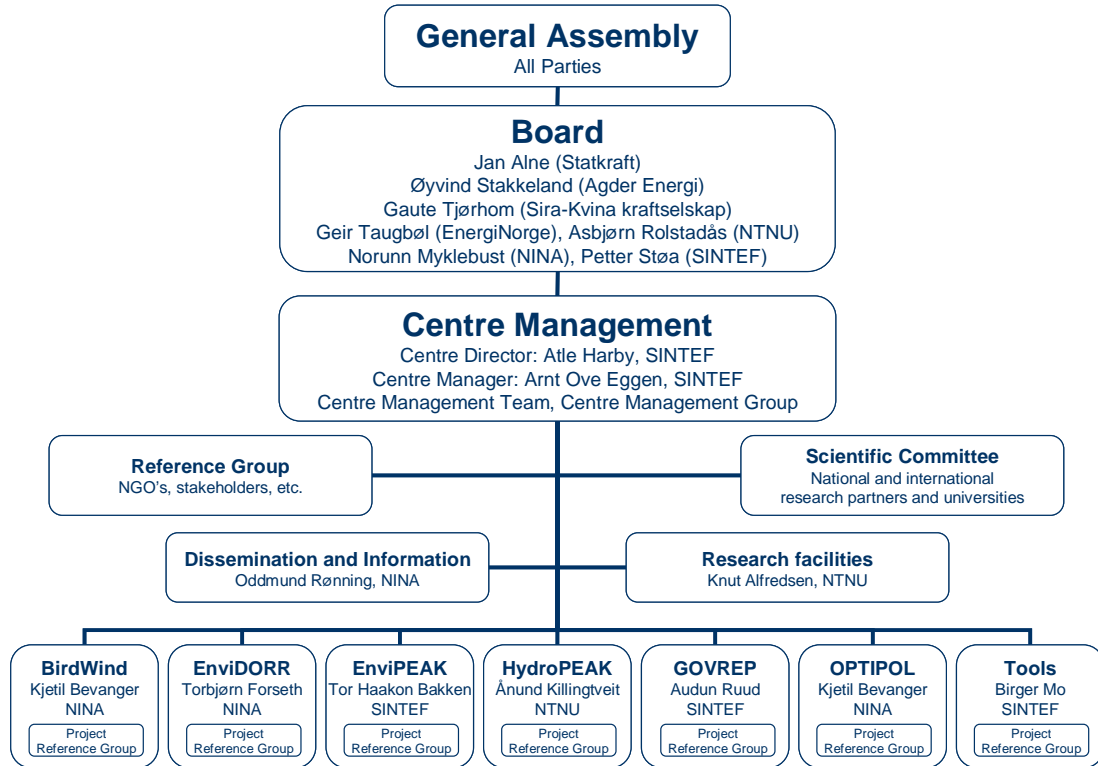 General Assembly
All Parties
Board
Jan Alne (Statkraft)
Øyvind Stakkeland (Agder Energi)
Gaute Tjørhom (Sira-Kvina kraftselskap)
Geir Taugbøl (EnergiNorge), Asbjørn Rolstadås (NTNU)
Norunn Myklebust (NINA), Petter Støa (SINTEF)
Centre Management
Centre Director: Atle Harby, SINTEF
Centre Manager: Arnt Ove Eggen, SINTEF
Centre Management Team, Centre Management Group
Reference Group
NGO's, stakeholders, etc.
Scientific Committee
National and international
research partners and universities
Dissemination and Information
Oddmund Rønning, NINA
Research facilities
Knut Alfredsen, NTNU
BirdWind
Kjetil Bevanger
NINA
Project
Reference Group
EnviDORR
Torbjørn Forseth
NINA
Project
Reference Group
EnviPEAK
Tor Haakon Bakken
SINTEF
Project
Reference Group
HydroPEAK
Ånund Killingtveit
NTNU
Project
Reference Group
GOVREP
Audun Ruud
SINTEF
Project
Reference Group
OPTIPOL
Kjetil Bevanger
NINA
Project
Reference Group
Tools
Birger Mo
SINTEF
Project
Reference Group